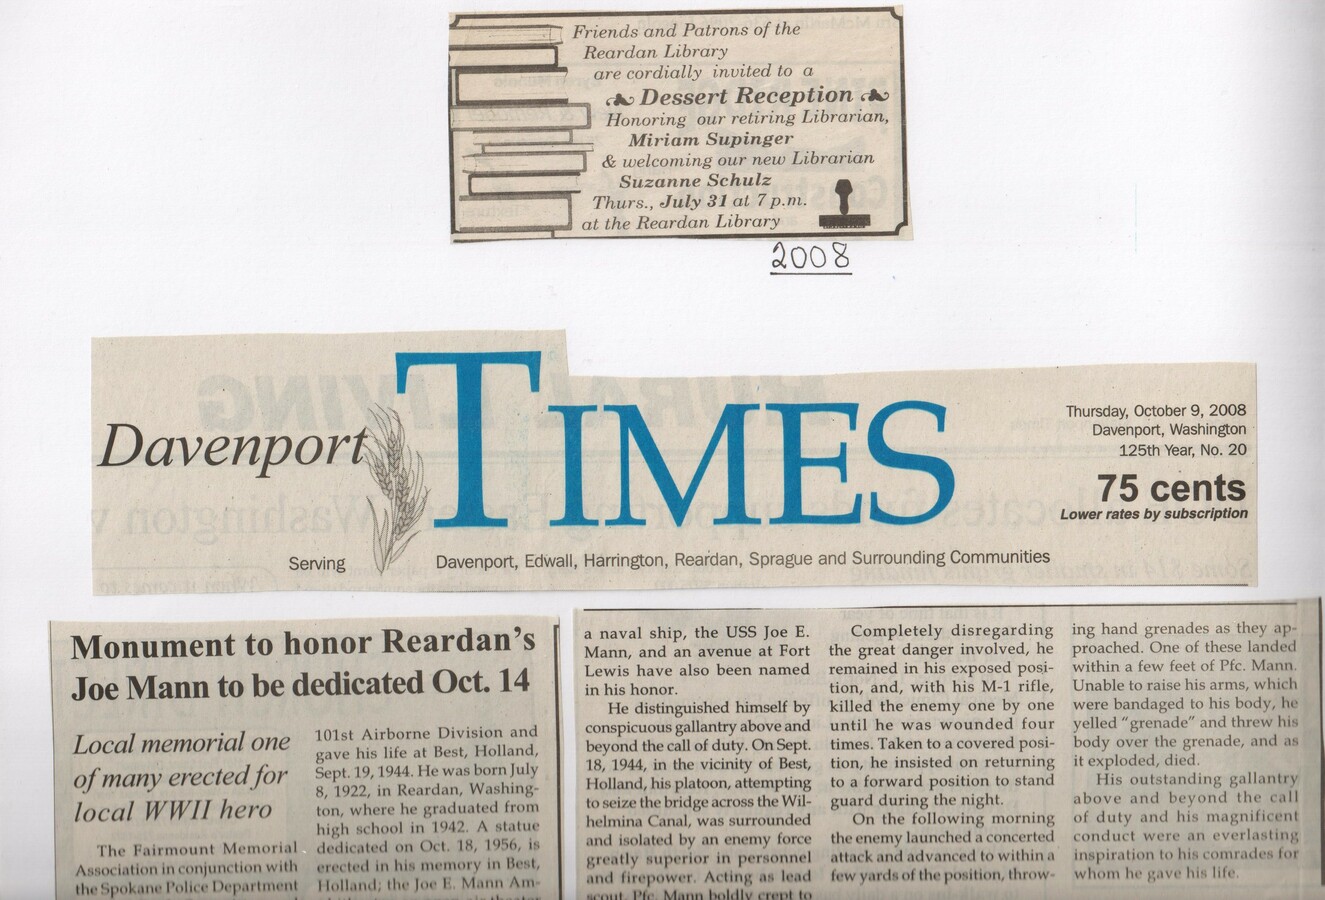 Friends and Patrons of the
Reardan Library
are cordially invited to a
Dessert Reception
Honoring our retiring Librarian,
Miriam Supinger
& welcoming our new Librarian
Suzanne Schulz
Thurs., July 31 at 7 p.m.
at the Reardan Library
2008
Davenport TIMES
Thursday, October 9, 2008
Davenport, Washington
125th Year, No. 20
75 cents
Lower rates by subscription
Serving Davenport, Edwall, Harrington, Reardan, Sprague and Surrounding Communities
Monument to honor Reardan's
Joe Mann to be dedicated Oct. 14
Local memorial one
of many erected for
local WWII hero
The Fairmount Memorial
Association in conjunction with
the Spokane Police Department
101st Airborne Division and
gave his life at Best, Holland,
Sept. 19, 1944. He was born July
8, 1922, in Reardan, Washing-
ton, where he graduated from
high school in 1942. A statue
dedicated on Oct. 18, 1956, is
erected in his memory in Best,
Holland; the Joe E. Mann Am-
a naval ship, the USS Joe E.
Mann, and an avenue at Fort
Lewis have also been named
in his honor.
He distinguished himself by
conspicuous gallantry above and
beyond the call of duty. On Sept.
18, 1944, in the vicinity of Best,
Holland, his platoon, attempting
to seize the bridge across the Wil-
helmina Canal, was surrounded
and isolated by an enemy force
greatly superior in personnel
and firepower. Acting as lead
scout, Pfc. Mann boldly crept to
Completely disregarding
the great danger involved, he
remained in his exposed posi-
tion, and, with his M-1 rifle,
killed the enemy one by one
until he was wounded four
times. Taken to a covered posi-
tion, he insisted on returning
to a forward position to stand
guard during the night.
On the following morning
the enemy launched a concerted
attack and advanced to within a
few yards of the position, throw-
ing hand grenades as they ap-
proached. One of these landed
within a few feet of Pfc. Mann.
Unable to raise his arms, which
were bandaged to his body, he
yelled "grenade" and threw his
body over the grenade, and as
it exploded, died.
His outstanding gallantry
above and beyond the call
of duty and his magnificent
conduct were an everlasting
inspiration to his comrades for
whom he gave his life.